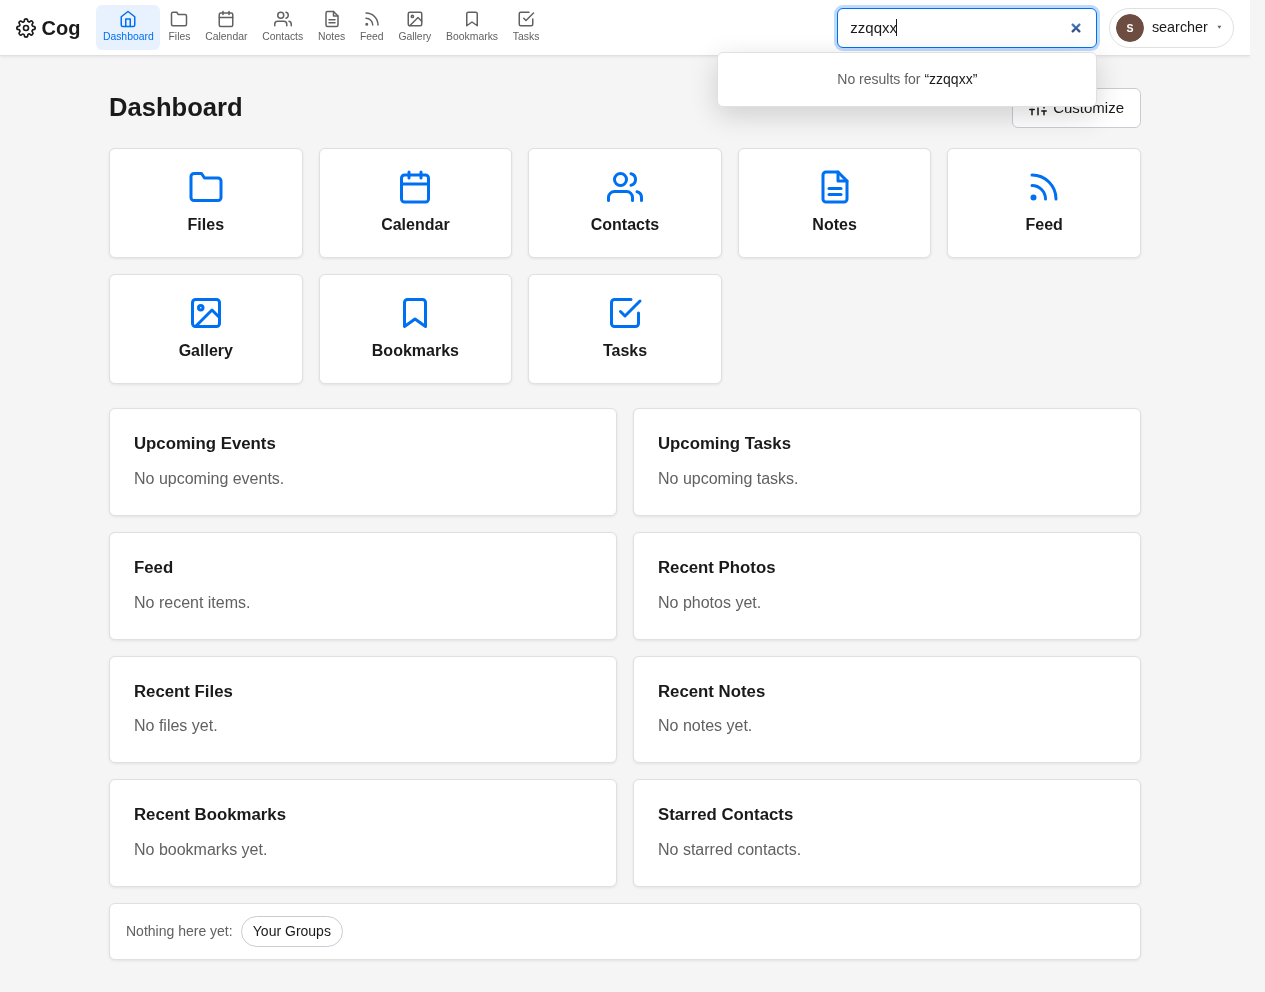 Cog
Dashboard Files Calendar Contacts Notes Feed Gallery Bookmarks Tasks
zzqqxx
S searcher
No results for “zzqqxx”
Dashboard
Customize
Files Calendar Contacts Notes Feed
Gallery Bookmarks Tasks
Upcoming Events
No upcoming events.
Upcoming Tasks
No upcoming tasks.
Feed
No recent items.
Recent Photos
No photos yet.
Recent Files
No files yet.
Recent Notes
No notes yet.
Recent Bookmarks
No bookmarks yet.
Starred Contacts
No starred contacts.
Nothing here yet: Your Groups